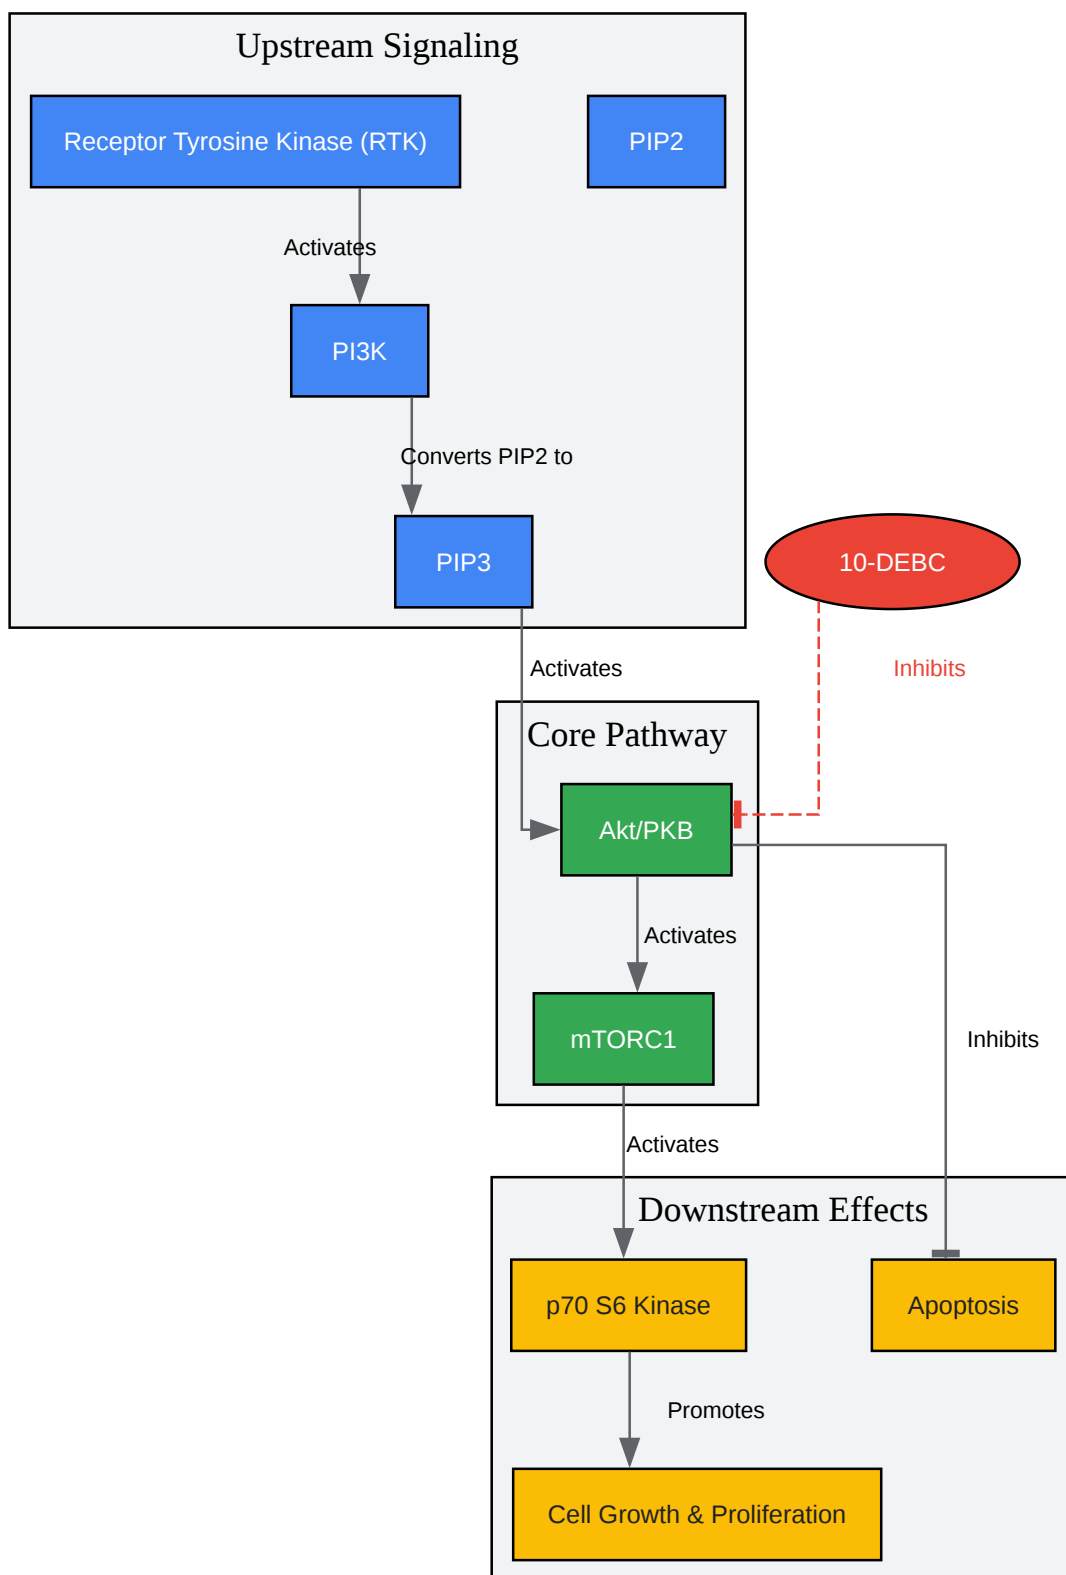 Upstream Signaling
Receptor Tyrosine Kinase (RTK)
PIP2
Activates
PI3K
Converts PIP2 to
PIP3
10-DEBC
Activates
Inhibits
Core Pathway
Akt/PKB
Activates
mTORC1
Inhibits
Activates
Downstream Effects
p70 S6 Kinase
Apoptosis
Promotes
Cell Growth & Proliferation